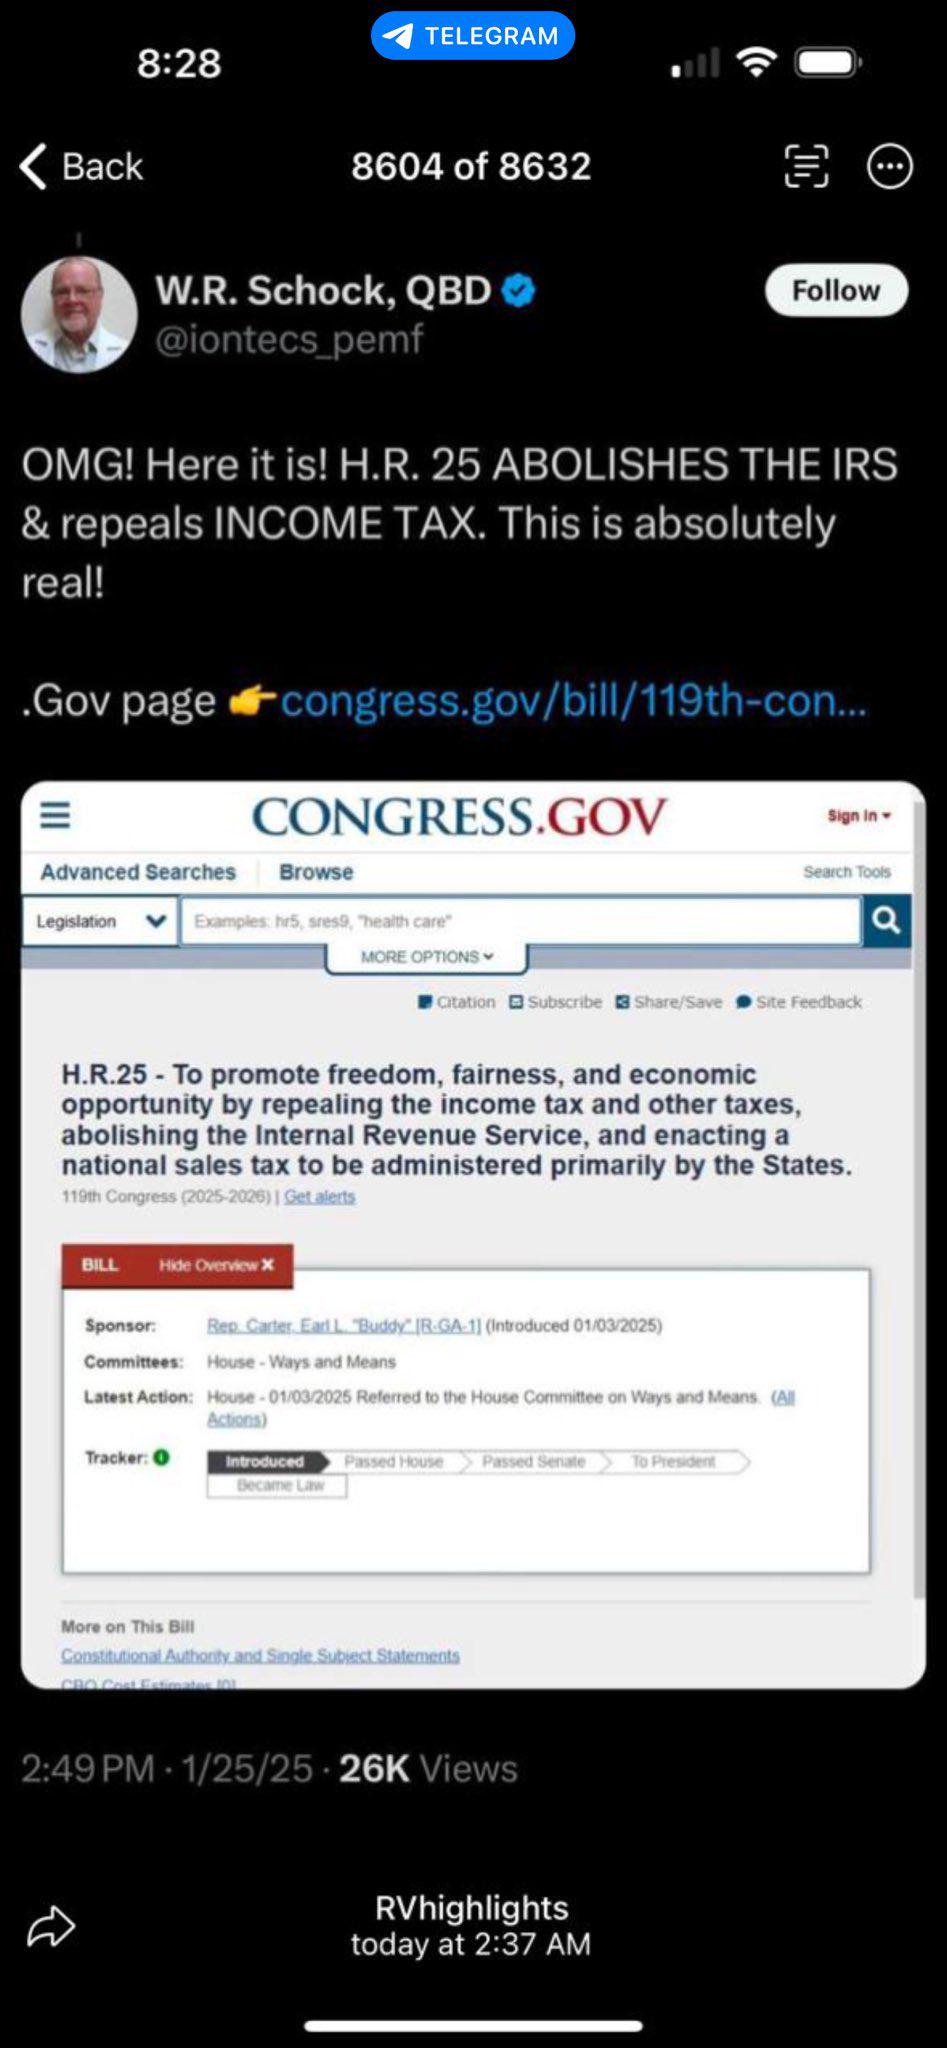 TELEGRAM
8:28
Back
8604 of 8632
W.R. Schock, QBD
Follow
@iontecs_pemf
OMG! Here it is! H.R. 25 ABOLISHES THE IRS
& repeals INCOME TAX. This is absolutely
real!
.Gov page 👉congress.gov/bill/119th-con...
CONGRESS.GOV
Sign In
Advanced Searches
Browse
Search Tools
Legislation
Examples: hr5, sres9, "health care"
MORE OPTIONS
Citation
Subscribe
Share/Save
Site Feedback
H.R.25 - To promote freedom, fairness, and economic
opportunity by repealing the income tax and other taxes,
abolishing the Internal Revenue Service, and enacting a
national sales tax to be administered primarily by the States.
119th Congress (2025-2026) | Get alerts
BILL
Hide Overview X
Sponsor: Rep. Carter, Earl L. "Buddy" [R-GA-1] (Introduced 01/03/2025)
Committees: House - Ways and Means
Latest Action: House - 01/03/2025 Referred to the House Committee on Ways and Means. (All
Actions)
Tracker:
Introduced
Passed House
Passed Senate
To President
Became Law
More on This Bill
Constitutional Authority and Single Subject Statements
CBO Cost Estimates [0]
2:49 PM · 1/25/25 · 26K Views
RVhighlights
today at 2:37 AM